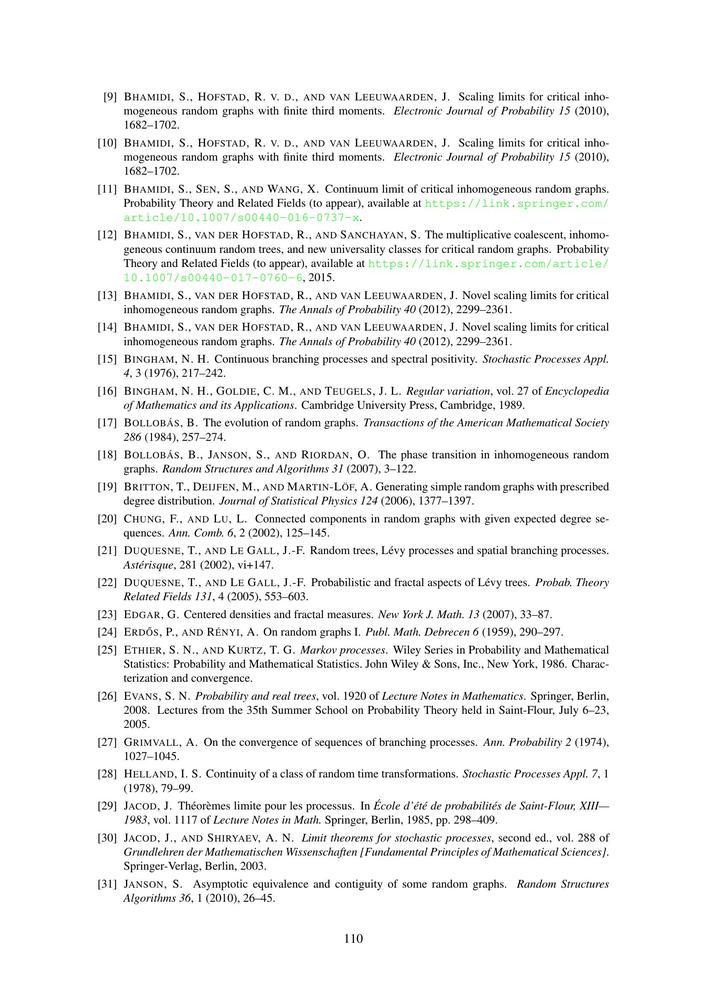 [9] BHAMIDI, S., HOFSTAD, R. V. D., AND VAN LEEUWAARDEN, J. Scaling limits for critical inho-
mogeneous random graphs with finite third moments. Electronic Journal of Probability 15 (2010),
1682–1702.
[10] BHAMIDI, S., HOFSTAD, R. V. D., AND VAN LEEUWAARDEN, J. Scaling limits for critical inho-
mogeneous random graphs with finite third moments. Electronic Journal of Probability 15 (2010),
1682–1702.
[11] BHAMIDI, S., SEN, S., AND WANG, X. Continuum limit of critical inhomogeneous random graphs.
Probability Theory and Related Fields (to appear), available at https://link.springer.com/
article/10.1007/s00440-016-0737-x.
[12] BHAMIDI, S., VAN DER HOFSTAD, R., AND SANCHAYAN, S. The multiplicative coalescent, inhomo-
geneous continuum random trees, and new universality classes for critical random graphs. Probability
Theory and Related Fields (to appear), available at https://link.springer.com/article/
10.1007/s00440-017-0760-6, 2015.
[13] BHAMIDI, S., VAN DER HOFSTAD, R., AND VAN LEEUWAARDEN, J. Novel scaling limits for critical
inhomogeneous random graphs. The Annals of Probability 40 (2012), 2299–2361.
[14] BHAMIDI, S., VAN DER HOFSTAD, R., AND VAN LEEUWAARDEN, J. Novel scaling limits for critical
inhomogeneous random graphs. The Annals of Probability 40 (2012), 2299–2361.
[15] BINGHAM, N. H. Continuous branching processes and spectral positivity. Stochastic Processes Appl.
4, 3 (1976), 217–242.
[16] BINGHAM, N. H., GOLDIE, C. M., AND TEUGELS, J. L. Regular variation, vol. 27 of Encyclopedia
of Mathematics and its Applications. Cambridge University Press, Cambridge, 1989.
[17] BOLLOBÁS, B. The evolution of random graphs. Transactions of the American Mathematical Society
286 (1984), 257–274.
[18] BOLLOBÁS, B., JANSON, S., AND RIORDAN, O. The phase transition in inhomogeneous random
graphs. Random Structures and Algorithms 31 (2007), 3–122.
[19] BRITTON, T., DEIJFEN, M., AND MARTIN-LÖF, A. Generating simple random graphs with prescribed
degree distribution. Journal of Statistical Physics 124 (2006), 1377–1397.
[20] CHUNG, F., AND LU, L. Connected components in random graphs with given expected degree se-
quences. Ann. Comb. 6, 2 (2002), 125–145.
[21] DUQUESNE, T., AND LE GALL, J.-F. Random trees, Lévy processes and spatial branching processes.
Astérisque, 281 (2002), vi+147.
[22] DUQUESNE, T., AND LE GALL, J.-F. Probabilistic and fractal aspects of Lévy trees. Probab. Theory
Related Fields 131, 4 (2005), 553–603.
[23] EDGAR, G. Centered densities and fractal measures. New York J. Math. 13 (2007), 33–87.
[24] ERDŐS, P., AND RÉNYI, A. On random graphs I. Publ. Math. Debrecen 6 (1959), 290–297.
[25] ETHIER, S. N., AND KURTZ, T. G. Markov processes. Wiley Series in Probability and Mathematical
Statistics: Probability and Mathematical Statistics. John Wiley & Sons, Inc., New York, 1986. Charac-
terization and convergence.
[26] EVANS, S. N. Probability and real trees, vol. 1920 of Lecture Notes in Mathematics. Springer, Berlin,
2008. Lectures from the 35th Summer School on Probability Theory held in Saint-Flour, July 6–23,
2005.
[27] GRIMVALL, A. On the convergence of sequences of branching processes. Ann. Probability 2 (1974),
1027–1045.
[28] HELLAND, I. S. Continuity of a class of random time transformations. Stochastic Processes Appl. 7, 1
(1978), 79–99.
[29] JACOD, J. Théorèmes limite pour les processus. In École d'été de probabilités de Saint-Flour, XIII—
1983, vol. 1117 of Lecture Notes in Math. Springer, Berlin, 1985, pp. 298–409.
[30] JACOD, J., AND SHIRYAEV, A. N. Limit theorems for stochastic processes, second ed., vol. 288 of
Grundlehren der Mathematischen Wissenschaften [Fundamental Principles of Mathematical Sciences].
Springer-Verlag, Berlin, 2003.
[31] JANSON, S. Asymptotic equivalence and contiguity of some random graphs. Random Structures
Algorithms 36, 1 (2010), 26–45.
110